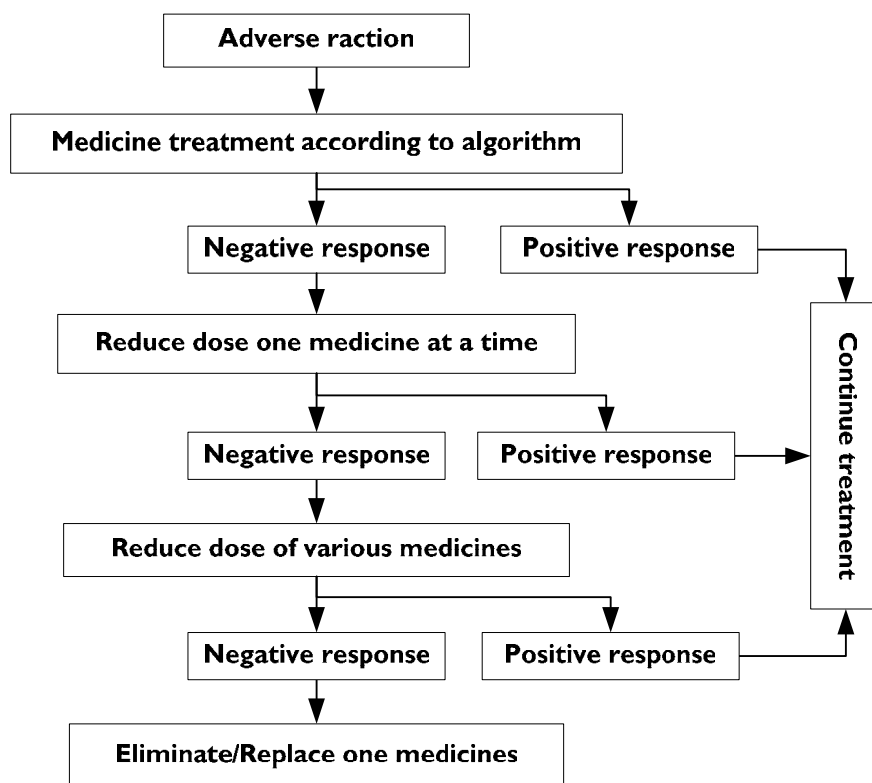 Adverse raction
Medicine treatment according to algorithm
Negative response
Positive response
Reduce dose one medicine at a time
Negative response
Positive response
Continue treatment
Reduce dose of various medicines
Negative response
Positive response
Eliminate/Replace one medicines